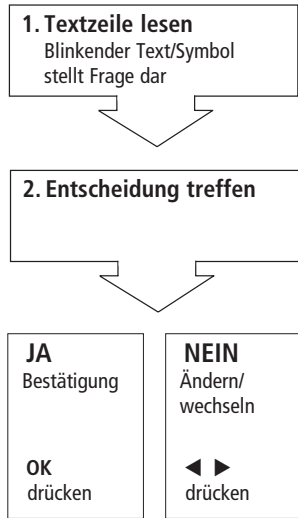 1. Textzeile lesen
Blinkender Text/Symbol
stellt Frage dar
2. Entscheidung treffen
JA
Bestätigung
OK
drücken
NEIN
Ändern/
wechseln
◄ ►
drücken